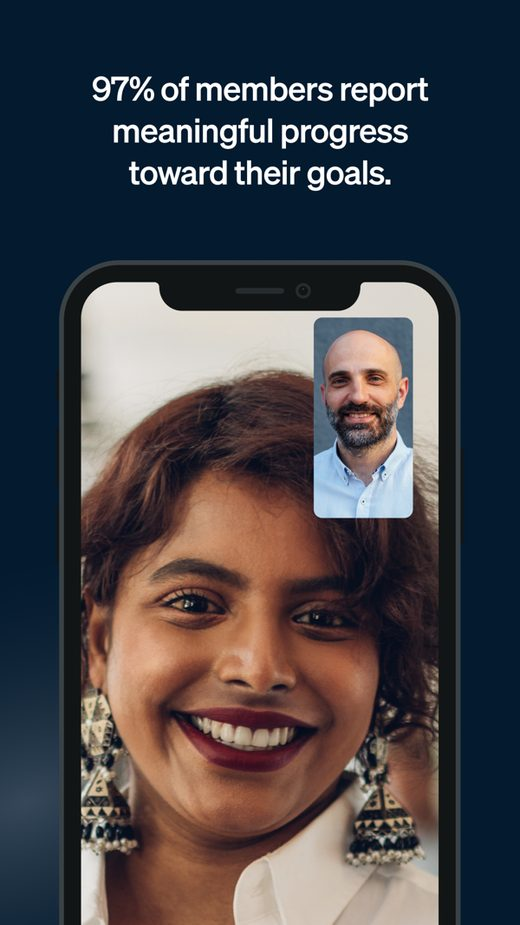 97% of members report
meaningful progress
toward their goals.